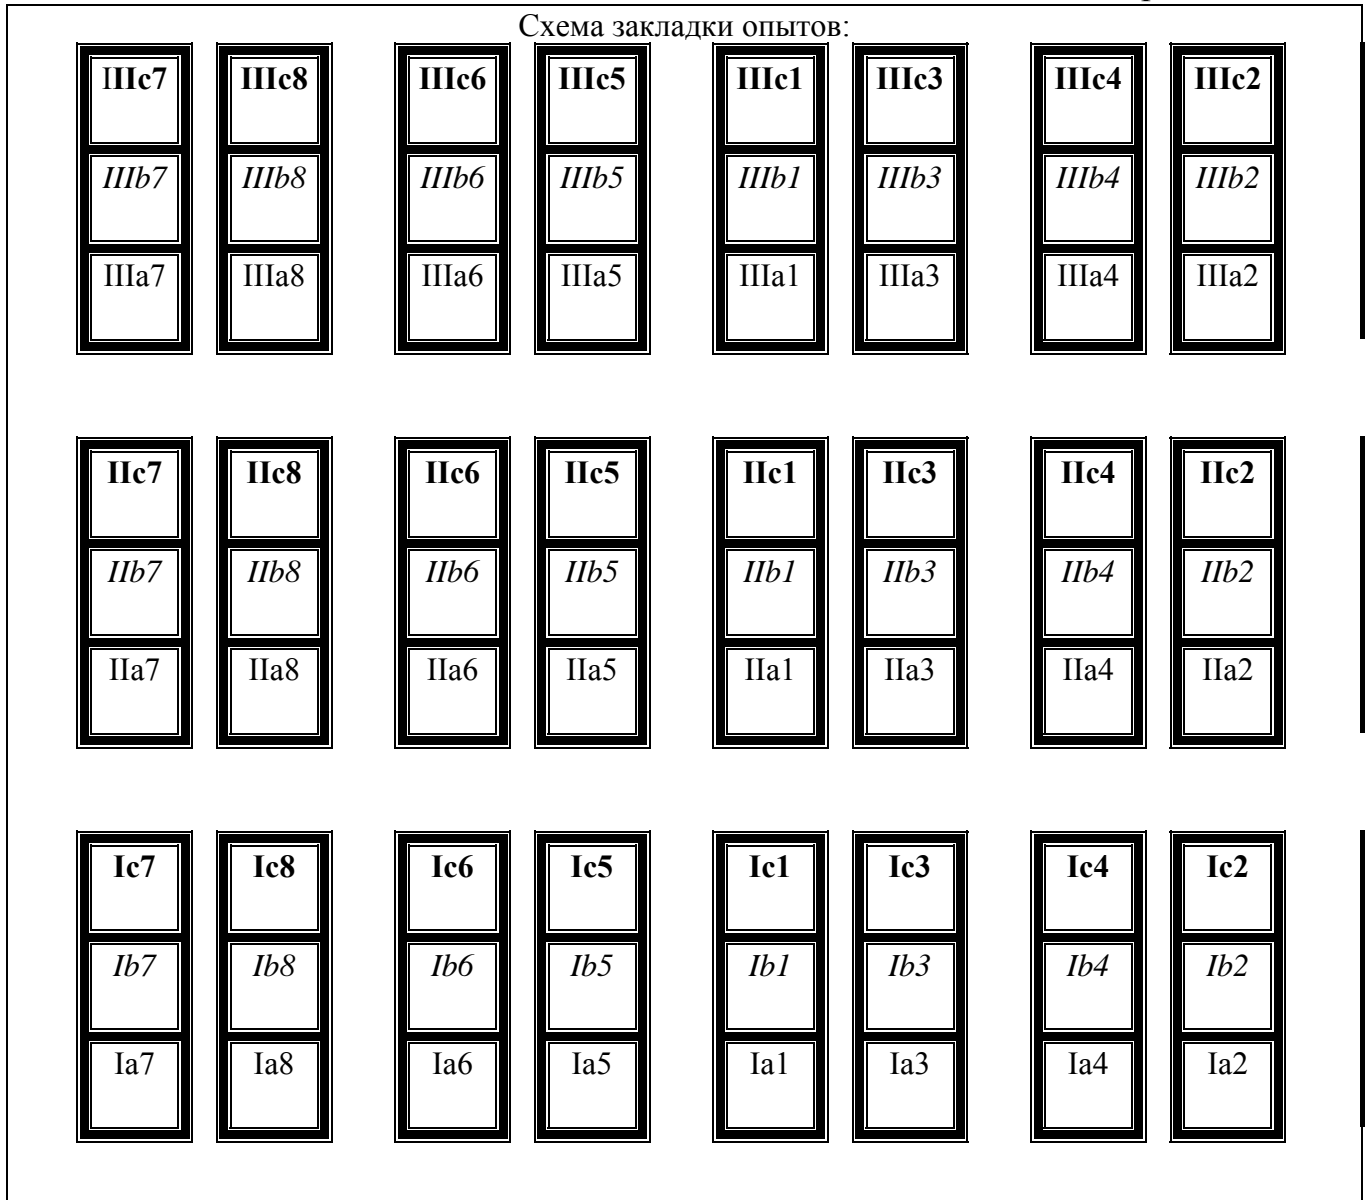 Схема закладки опытов:
IIIc7 IIIc8 IIIc6 IIIc5 IIIc1 IIIc3 IIIc4 IIIc2
IIIb7 IIIb8 IIIb6 IIIb5 IIIb1 IIIb3 IIIb4 IIIb2
IIIa7 IIIa8 IIIa6 IIIa5 IIIa1 IIIa3 IIIa4 IIIa2
IIc7 IIc8 IIc6 IIc5 IIc1 IIc3 IIc4 IIc2
IIb7 IIb8 IIb6 IIb5 IIb1 IIb3 IIb4 IIb2
IIa7 IIa8 IIa6 IIa5 IIa1 IIa3 IIa4 IIa2
Ic7 Ic8 Ic6 Ic5 Ic1 Ic3 Ic4 Ic2
Ib7 Ib8 Ib6 Ib5 Ib1 Ib3 Ib4 Ib2
Ia7 Ia8 Ia6 Ia5 Ia1 Ia3 Ia4 Ia2